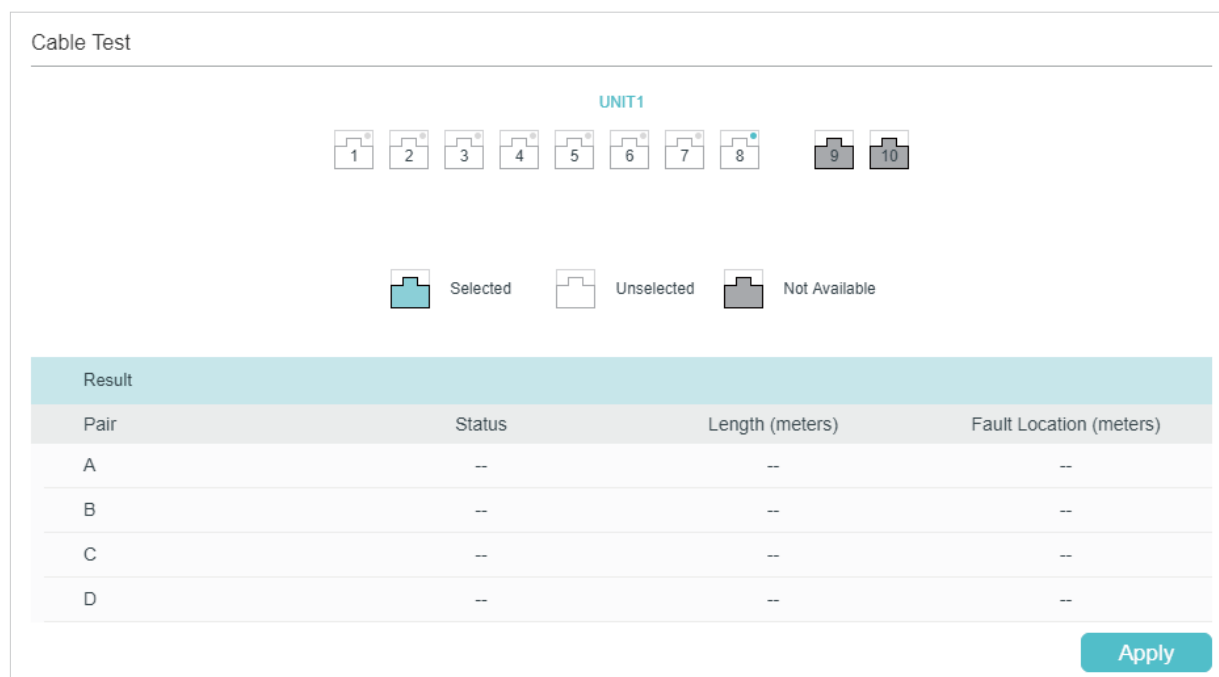 Cable Test
UNIT1
1 2 3 4 5 6 7 8 9 10
Selected Unselected Not Available
Result
Pair Status Length (meters) Fault Location (meters)
A -- -- --
B -- -- --
C -- -- --
D -- -- --
Apply